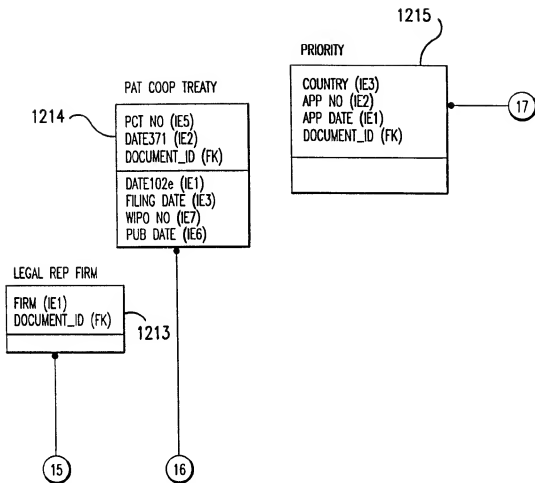 1215
PRIORITY
COUNTRY (IE3)
APP NO (IE2)
APP DATE (IE1)
DOCUMENT_ID (FK)
17
PAT COOP TREATY
1214
PCT NO (IE5)
DATE371 (IE2)
DOCUMENT_ID (FK)
DATE102e (IE1)
FILING DATE (IE3)
WIPO NO (IE7)
PUB DATE (IE6)
LEGAL REP FIRM
FIRM (IE1)
DOCUMENT_ID (FK)
1213
15
16